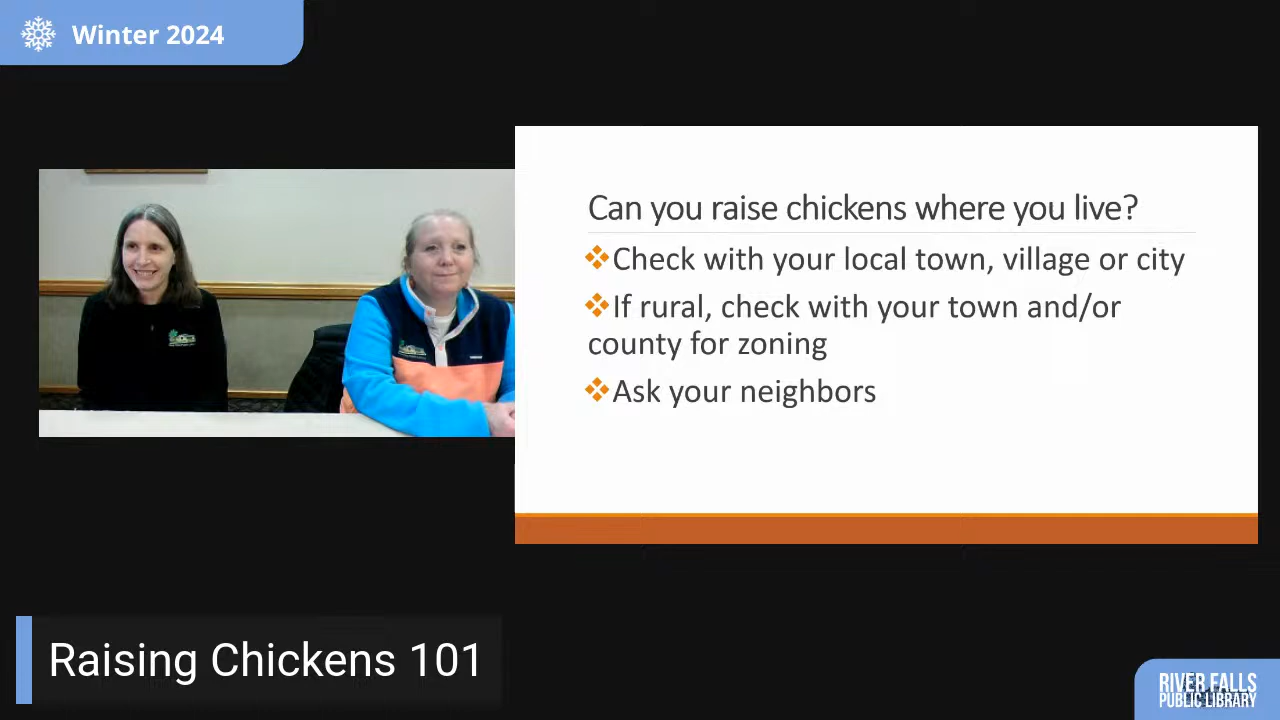 Winter 2024
Can you raise chickens where you live?
❖Check with your local town, village or city
❖If rural, check with your town and/or
county for zoning
❖Ask your neighbors
Raising Chickens 101
RIVER FALLS
PUBLIC LIBRARY